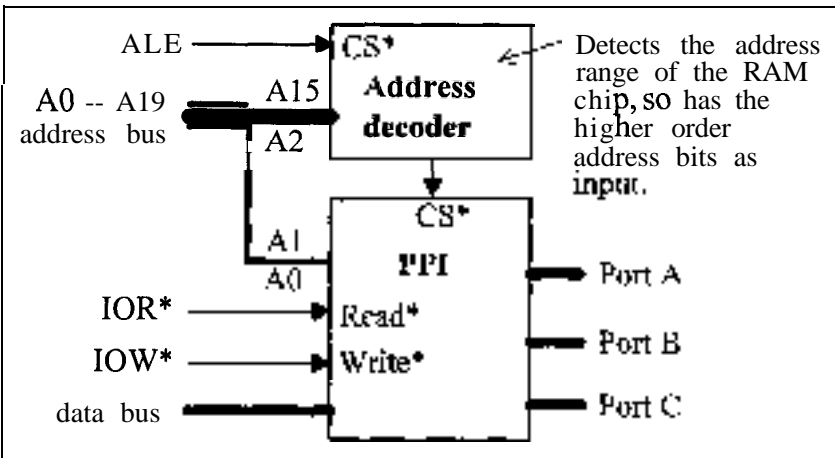 ALE
CS*
Address
decoder
Detects the address
range of the RAM
chip, so has the
higher order
address bits as
input.
A0 -- A19
address bus
A15
A2
CS*
PPI
A1
A0
IOR*
Read*
IOW*
Write*
data bus
Port A
Port B
Port C